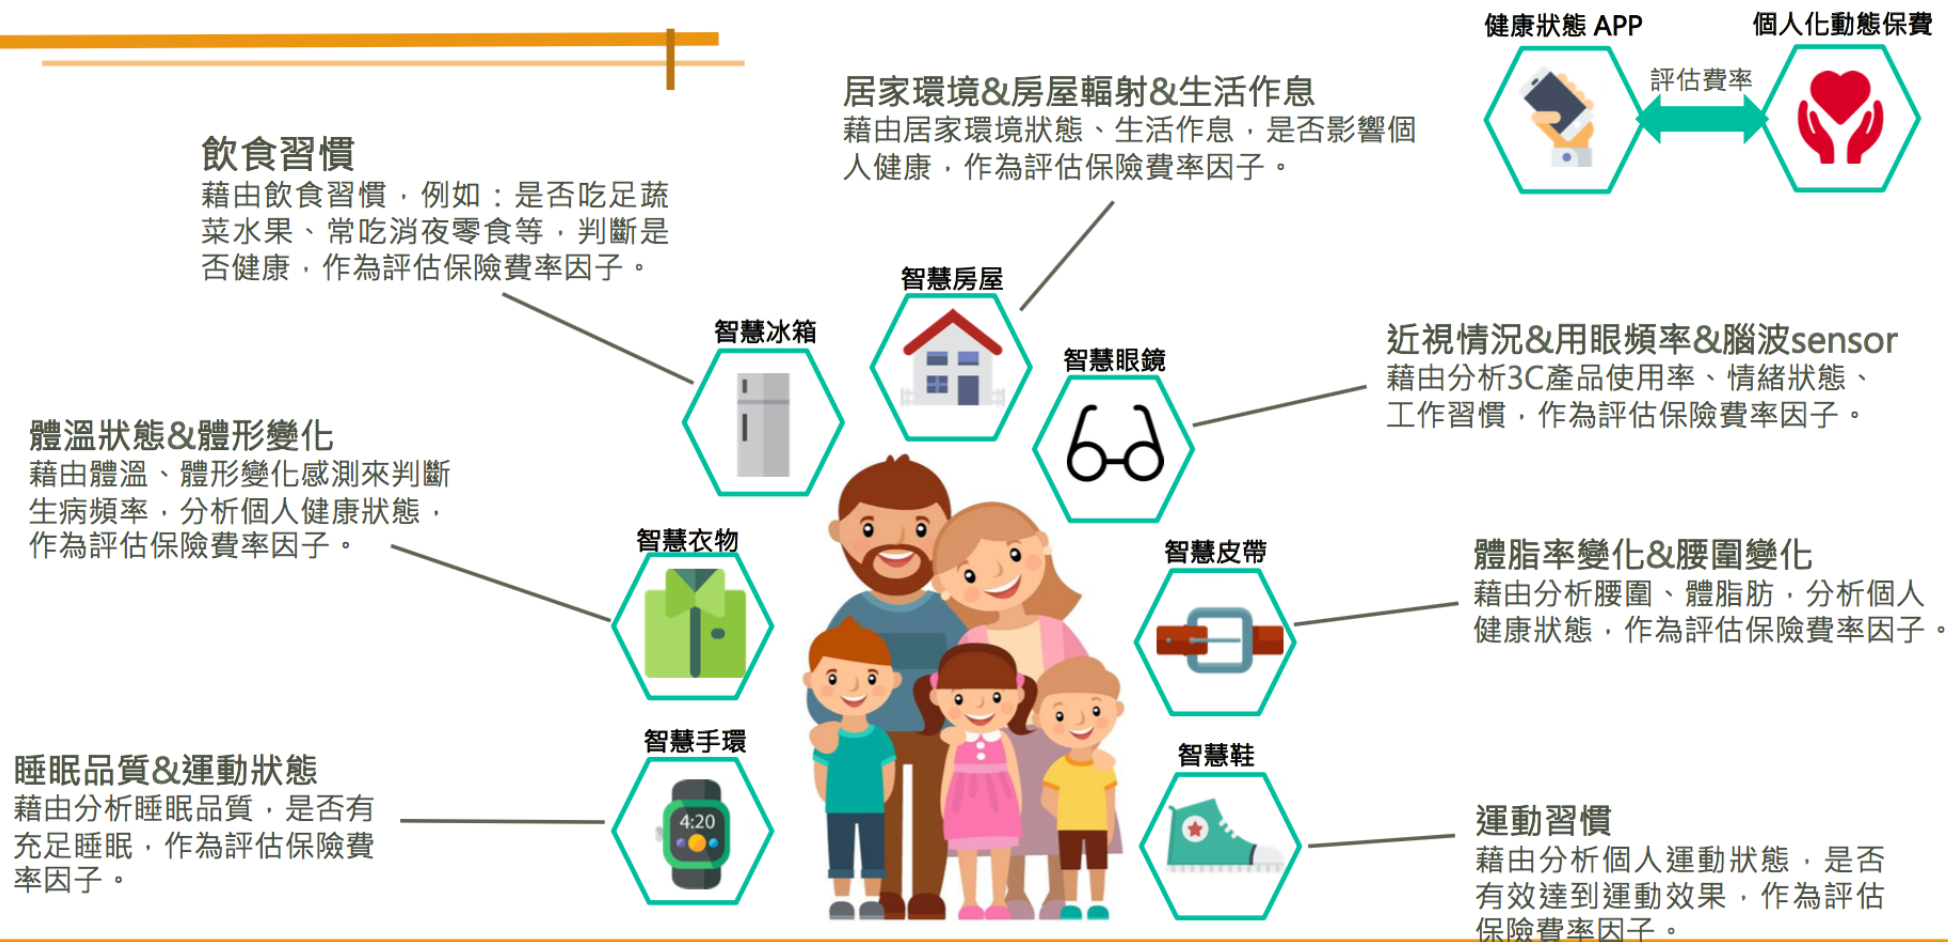 健康狀態 APP
個人化動態保費
評估費率
居家環境&房屋輻射&生活作息
藉由居家環境狀態、生活作息，是否影響個
人健康，作為評估保險費率因子。
飲食習慣
藉由飲食習慣，例如：是否吃足蔬
菜水果、常吃消夜零食等，判斷是
否健康，作為評估保險費率因子。
智慧房屋
智慧冰箱
智慧眼鏡
近視情況&用眼頻率&腦波sensor
藉由分析3C產品使用率、情緒狀態、
工作習慣，作為評估保險費率因子。
體溫狀態&體形變化
藉由體溫、體形變化感測來判斷
生病頻率，分析個人健康狀態，
作為評估保險費率因子。
智慧衣物
智慧皮帶
體脂率變化&腰圍變化
藉由分析腰圍、體脂肪，分析個人
健康狀態，作為評估保險費率因子。
智慧手環
4:20
睡眠品質&運動狀態
藉由分析睡眠品質，是否有
充足睡眠，作為評估保險費
率因子。
智慧鞋
運動習慣
藉由分析個人運動狀態，是否
有效達到運動效果，作為評估
保險費率因子。